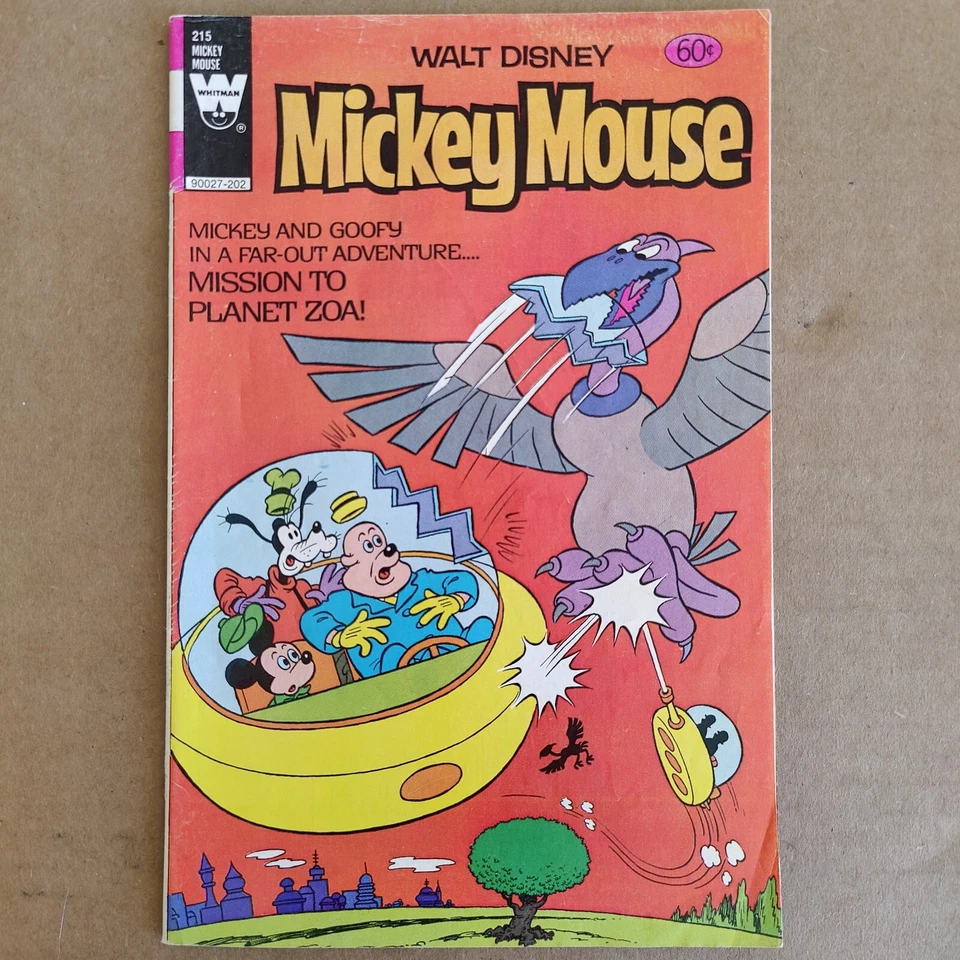 215
MICKEY
MOUSE
WHITMAN
®
90027-202
WALT DISNEY
60¢
Mickey Mouse
MICKEY AND GOOFY
IN A FAR-OUT ADVENTURE....
MISSION TO
PLANET ZOA!